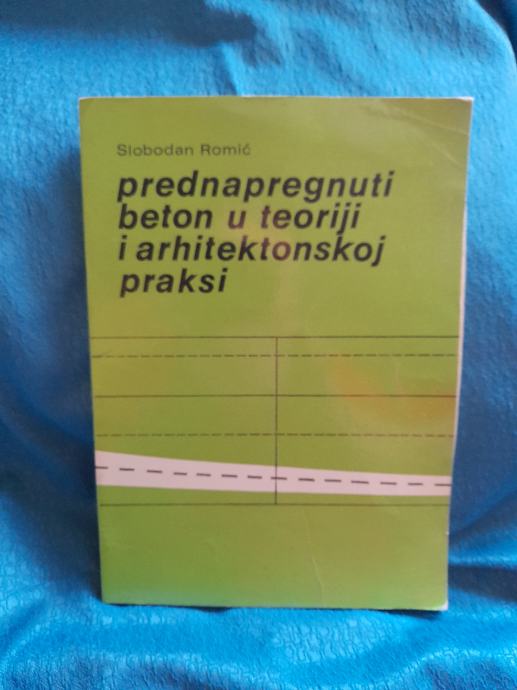 Slobodan Romić
prednapregnuti
beton u teoriji
i arhitektonskoj
praksi